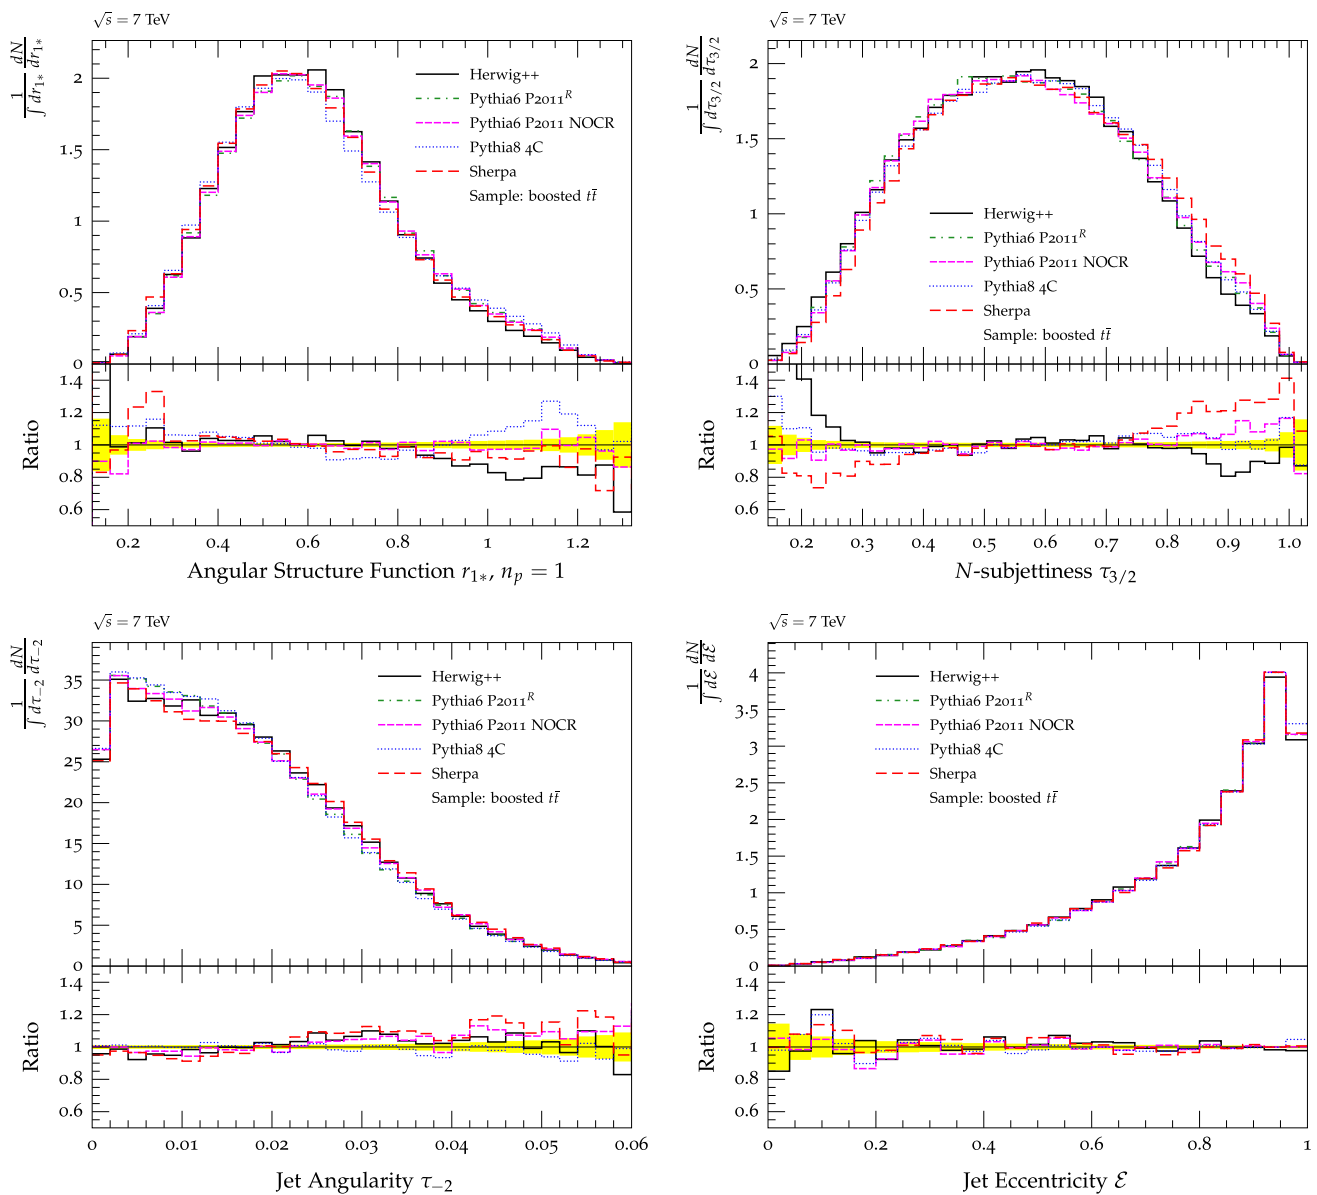 √s = 7 TeV
1/∫dr1∗ dN/dr1∗
Herwig++
Pythia6 P2011^R
Pythia6 P2011 NOCR
Pythia8 4C
Sherpa
Sample: boosted tt̄
2
1.5
1
0.5
0
1.4
1.2
1.0
0.8
0.6
Ratio
0.2 0.4 0.6 0.8 1 1.2
Angular Structure Function r1∗, np = 1
√s = 7 TeV
1/∫dτ3/2 dN/dτ3/2
2
1.5
1
0.5
0
Herwig++
Pythia6 P2011^R
Pythia6 P2011 NOCR
Pythia8 4C
Sherpa
Sample: boosted tt̄
1.4
1.2
1.0
0.8
0.6
Ratio
0.2 0.3 0.4 0.5 0.6 0.7 0.8 0.9 1.0
N-subjettiness τ3/2
√s = 7 TeV
1/∫dτ−2 dN/dτ−2
Herwig++
Pythia6 P2011^R
Pythia6 P2011 NOCR
Pythia8 4C
Sherpa
Sample: boosted tt̄
35
30
25
20
15
10
5
0
1.4
1.2
1.0
0.8
0.6
Ratio
0 0.01 0.02 0.03 0.04 0.05 0.06
Jet Angularity τ−2
√s = 7 TeV
1/∫dℰ dN/dℰ
Herwig++
Pythia6 P2011^R
Pythia6 P2011 NOCR
Pythia8 4C
Sherpa
Sample: boosted tt̄
4
3.5
3
2.5
2
1.5
1
0.5
0
1.4
1.2
1.0
0.8
0.6
Ratio
0 0.2 0.4 0.6 0.8 1
Jet Eccentricity ℰ